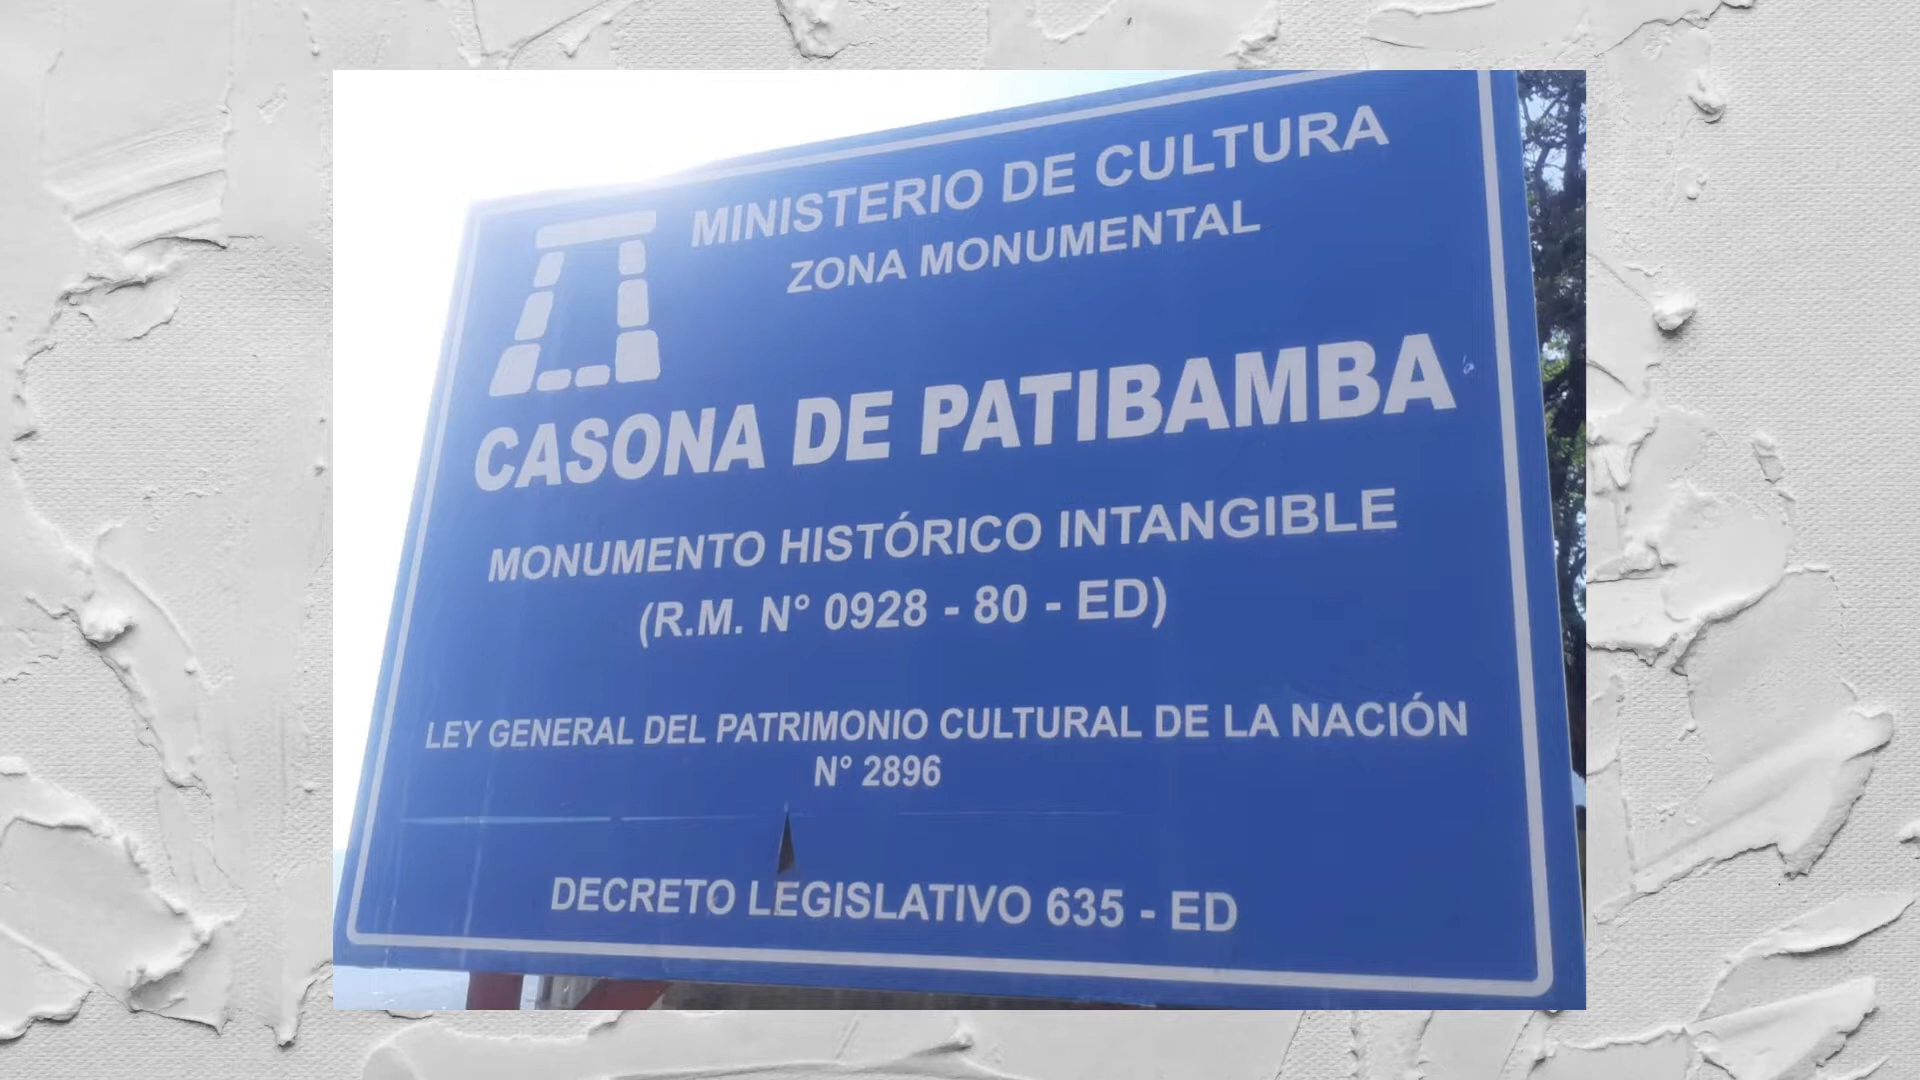 MINISTERIO DE CULTURA
ZONA MONUMENTAL
CASONA DE PATIBAMBA
MONUMENTO HISTÓRICO INTANGIBLE
(R.M. N° 0928 - 80 - ED)
LEY GENERAL DEL PATRIMONIO CULTURAL DE LA NACIÓN
N° 2896
DECRETO LEGISLATIVO 635 - ED